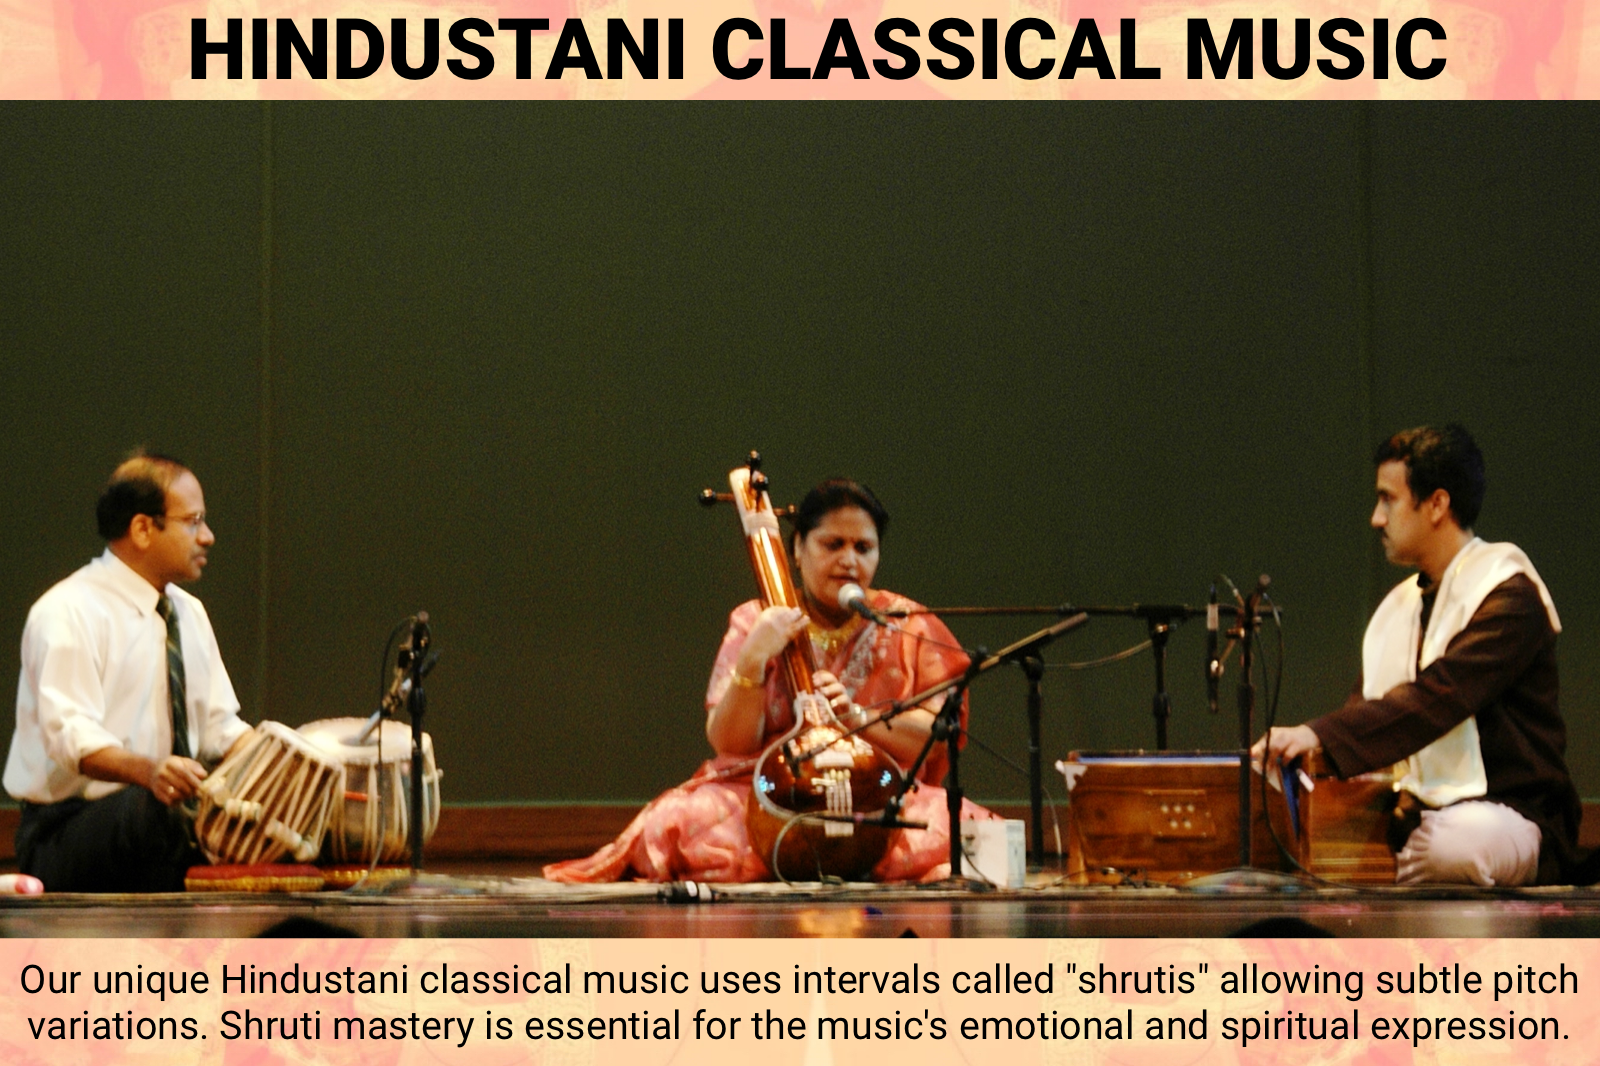 HINDUSTANI CLASSICAL MUSIC
Our unique Hindustani classical music uses intervals called "shrutis" allowing subtle pitch
variations. Shruti mastery is essential for the music's emotional and spiritual expression.